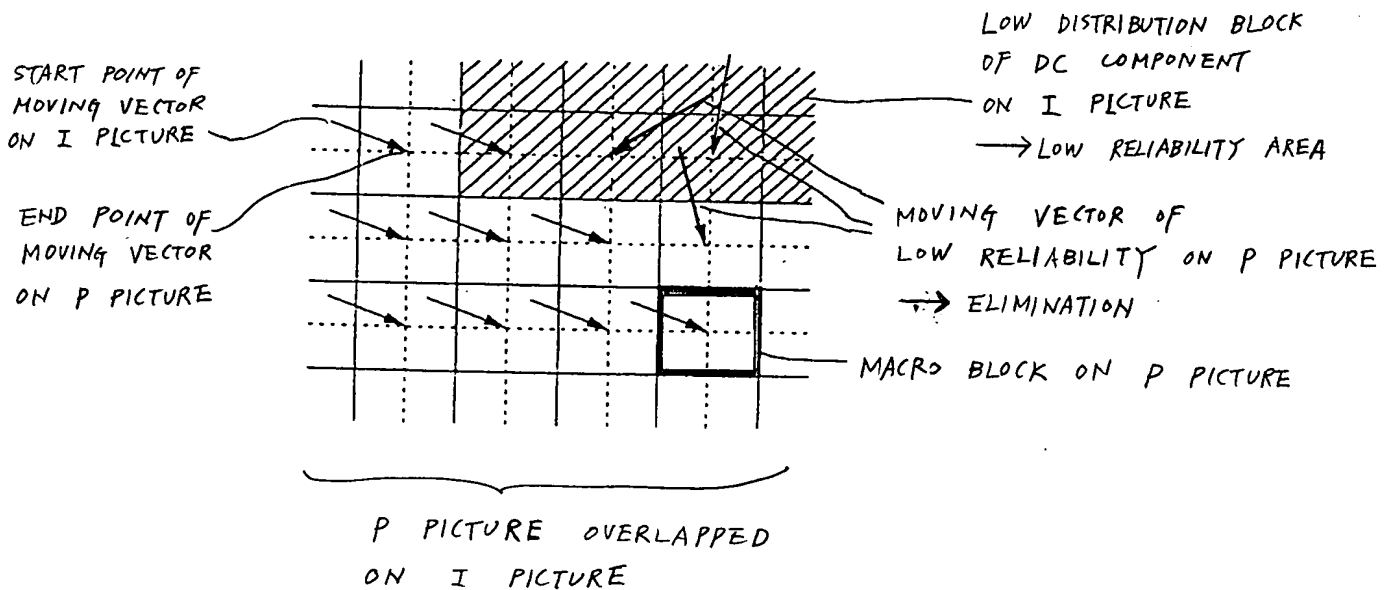 START POINT OF
MOVING VECTOR
ON I PICTURE
END POINT OF
MOVING VECTOR
ON P PICTURE
LOW DISTRIBUTION BLOCK
OF DC COMPONENT
ON I PICTURE
→ LOW RELIABILITY AREA
MOVING VECTOR OF
LOW RELIABILITY ON P PICTURE
→ ELIMINATION
MACRO BLOCK ON P PICTURE
P PICTURE OVERLAPPED
ON I PICTURE